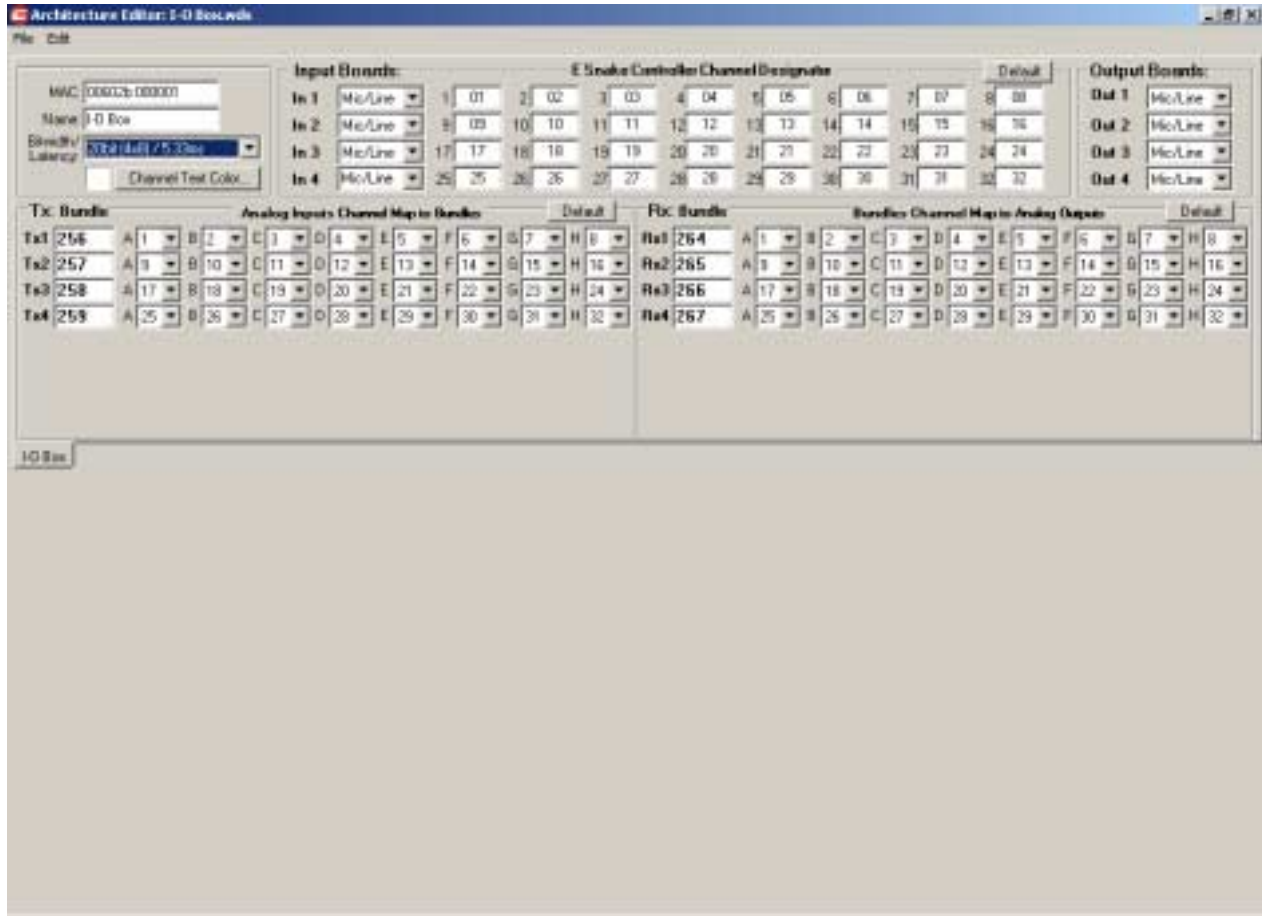 Architecture Editor: I-O Box.wds
File Edit
Input Boards: E Snake Controller Channel Designator Default Output Boards:
MAC 00602b 000001
Name I-O Box
Latency
Channel Text Color...
In 1 Mic/Line 1 01 2 02 3 03 4 04 5 05 6 06 7 07 8 08 Out 1 Mic/Line
In 2 Mic/Line 9 09 10 10 11 11 12 12 13 13 14 14 15 15 16 16 Out 2 Mic/Line
In 3 Mic/Line 17 17 18 18 19 19 20 20 21 21 22 22 23 23 24 24 Out 3 Mic/Line
In 4 Mic/Line 25 25 26 26 27 27 28 28 29 29 30 30 31 31 32 32 Out 4 Mic/Line
Tx Bundle Analog Inputs Channel Map to Bundles Default Rx Bundle Bundles Channel Map to Analog Outputs Default
Tx1 256 A 1 B 2 C 3 D 4 E 5 F 6 G 7 H 8 Rx1 264 A 1 B 2 C 3 D 4 E 5 F 6 G 7 H 8
Tx2 257 A 9 B 10 C 11 D 12 E 13 F 14 G 15 H 16 Rx2 265 A 9 B 10 C 11 D 12 E 13 F 14 G 15 H 16
Tx3 258 A 17 B 18 C 19 D 20 E 21 F 22 G 23 H 24 Rx3 266 A 17 B 18 C 19 D 20 E 21 F 22 G 23 H 24
Tx4 259 A 25 B 26 C 27 D 28 E 29 F 30 G 31 H 32 Rx4 267 A 25 B 26 C 27 D 28 E 29 F 30 G 31 H 32
I-O Box